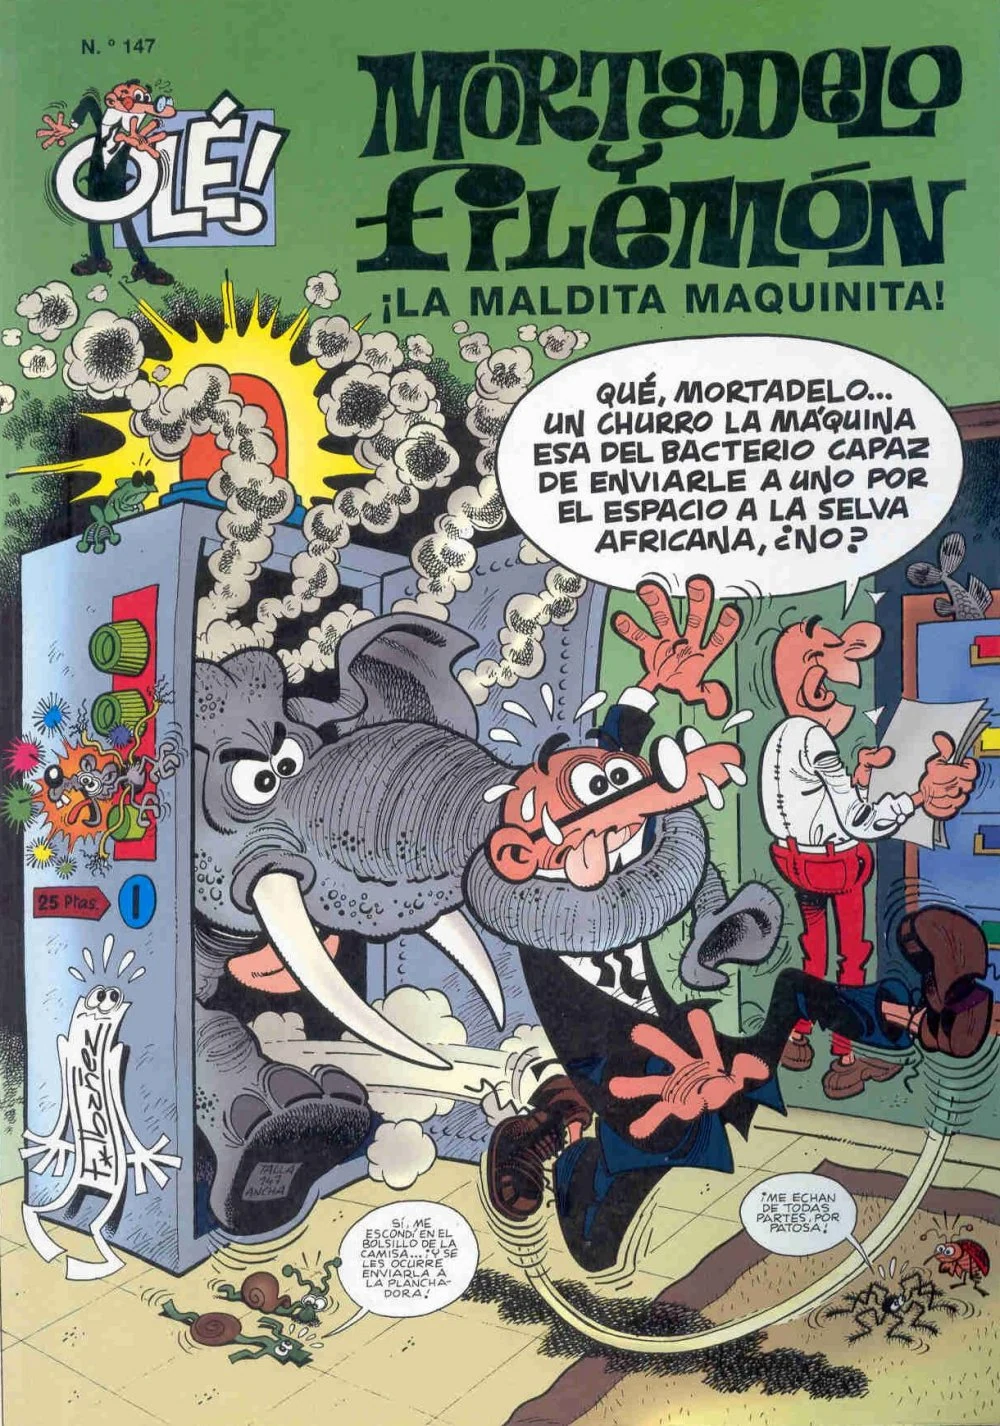 N.º 147
OLÉ!
MORTADELO
Y
FILEMÓN
¡LA MALDITA MAQUINITA!
QUÉ, MORTADELO...
UN CHURRO LA MÁQUINA
ESA DEL BACTERIO CAPAZ
DE ENVIARLE A UNO POR
EL ESPACIO A LA SELVA
AFRICANA, ¿NO?
25 Ptas.
F. Ibáñez
TALLA
147
ANCHA
SÍ, ME
ESCONDÍ EN EL
BOLSILLO DE LA
CAMISA... ¡Y SE
LES OCURRE
ENVIARLA A
LA PLANCHA-
DORA!
¡ME ECHAN
DE TODAS
PARTES, POR
PATOSA!